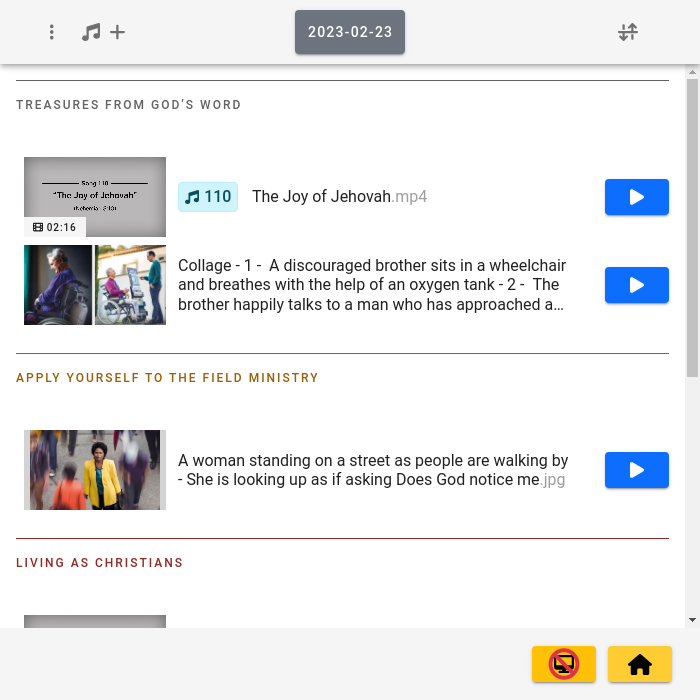 2023-02-23
TREASURES FROM GOD'S WORD
Song 110
"The Joy of Jehovah"
(Nehemiah 8:10)
02:16
110
The Joy of Jehovah.mp4
Collage - 1 - A discouraged brother sits in a wheelchair
and breathes with the help of an oxygen tank - 2 - The
brother happily talks to a man who has approached a…
APPLY YOURSELF TO THE FIELD MINISTRY
A woman standing on a street as people are walking by
- She is looking up as if asking Does God notice me.jpg
LIVING AS CHRISTIANS